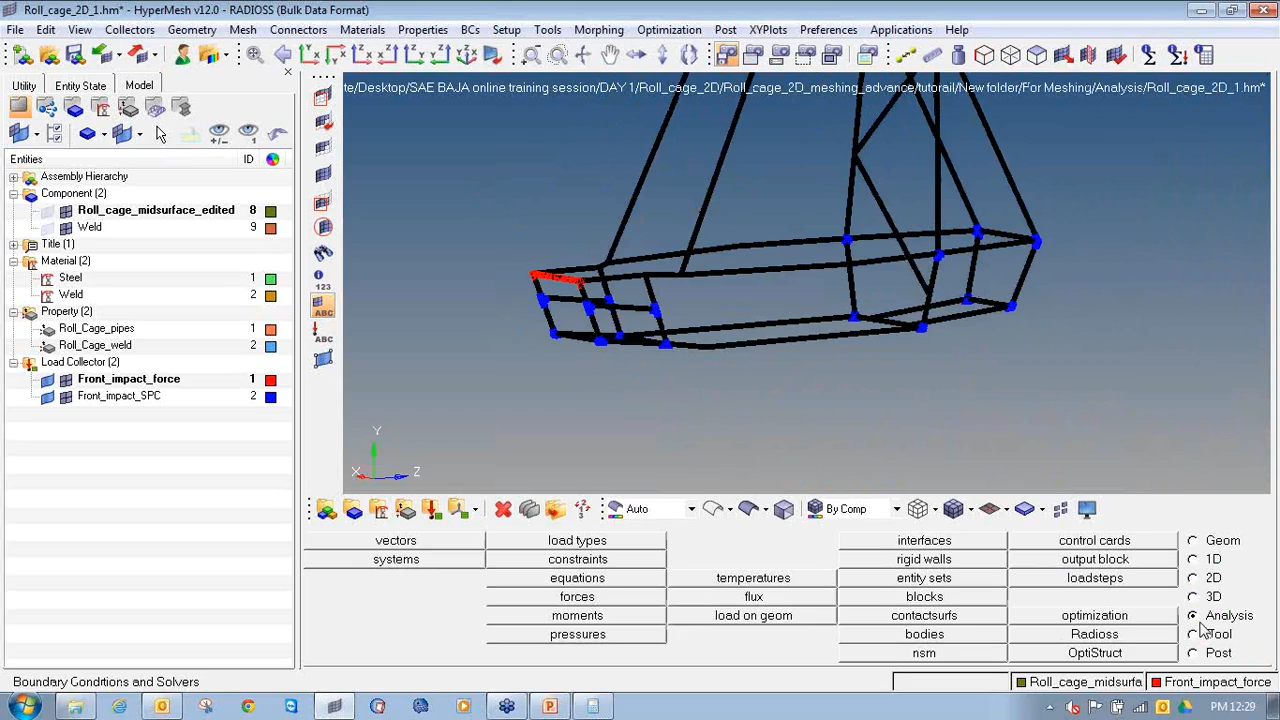 Roll_cage_2D_1.hm* - HyperMesh v12.0 - RADIOSS (Bulk Data Format)
File Edit View Collectors Geometry Mesh Connectors Materials Properties BCs Setup Tools Morphing Optimization Post XYPlots Preferences Applications Help
Utility Entity State Model
te/Desktop/SAE BAJA online training session/DAY 1/Roll_cage_2D/Roll_cage_2D_meshing_advance/tutorail/New folder/For Meshing/Analysis/Roll_cage_2D_1.hm*
Entities ID
Assembly Hierarchy
Component (2)
Roll_cage_midsurface_edited 8
Weld 9
Title (1)
Material (2)
Steel 1
Weld 2
Property (2)
Roll_Cage_pipes 1
Roll_Cage_weld 2
Load Collector (2)
Front_impact_force 1
Front_impact_SPC 2
123
ABC
ABC
Y
X Z
Auto By Comp
vectors load types interfaces control cards Geom
systems constraints rigid walls output block 1D
equations temperatures entity sets loadsteps 2D
forces flux blocks 3D
moments load on geom contactsurfs optimization Analysis
pressures bodies Radioss Tool
nsm OptiStruct Post
Boundary Conditions and Solvers Roll_cage_midsurfa Front_impact_force
PM 12:29